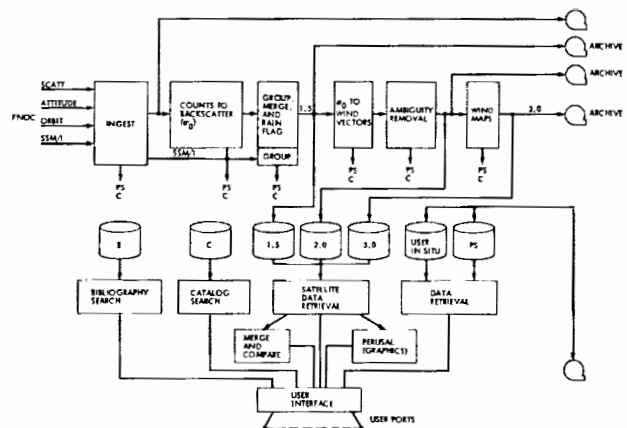 ARCHIVE
ARCHIVE
ARCHIVE
SCATT
ATTITUDE
FNOC
ORBIT
SSM/I
INGEST
COUNTS TO
BACKSCATTER
(σ0)
SSM/I
GROUP,
MERGE, AND
RAIN
FLAG
GROUP
1.5
σ0 TO
WIND
VECTORS
AMBIGUITY
REMOVAL
WIND
MAPS
3.0
PS
C
PS
C
PS
C
PS
C
PS
C
PS
C
B
C
1.5
2.0
3.0
USER
IN SITU
PS
BIBLIOGRAPHY
SEARCH
CATALOG
SEARCH
SATELLITE
DATA
RETRIEVAL
DATA
RETRIEVAL
MERGE
AND
COMPARE
PERUSAL
(GRAPHICS)
USER
INTERFACE
USER PORTS